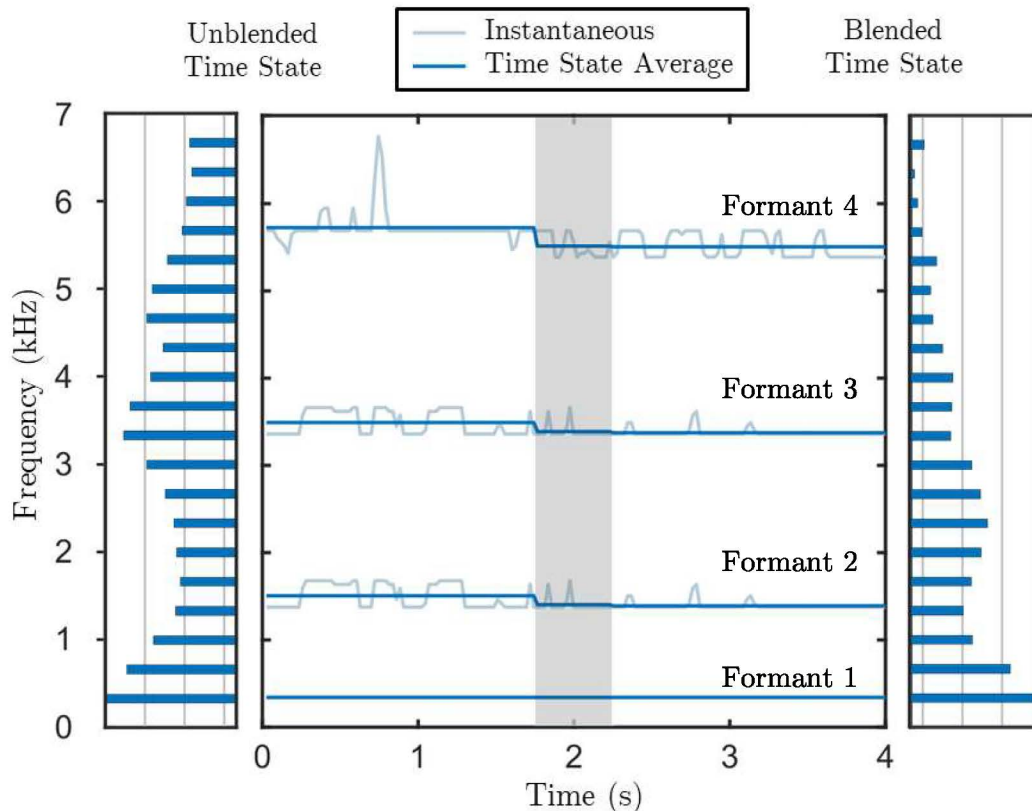 Unblended
Time State
Instantaneous
Time State Average
Blended
Time State
7
6
5
4
3
2
1
0
Frequency (kHz)
Formant 4
Formant 3
Formant 2
Formant 1
0 1 2 3 4
Time (s)